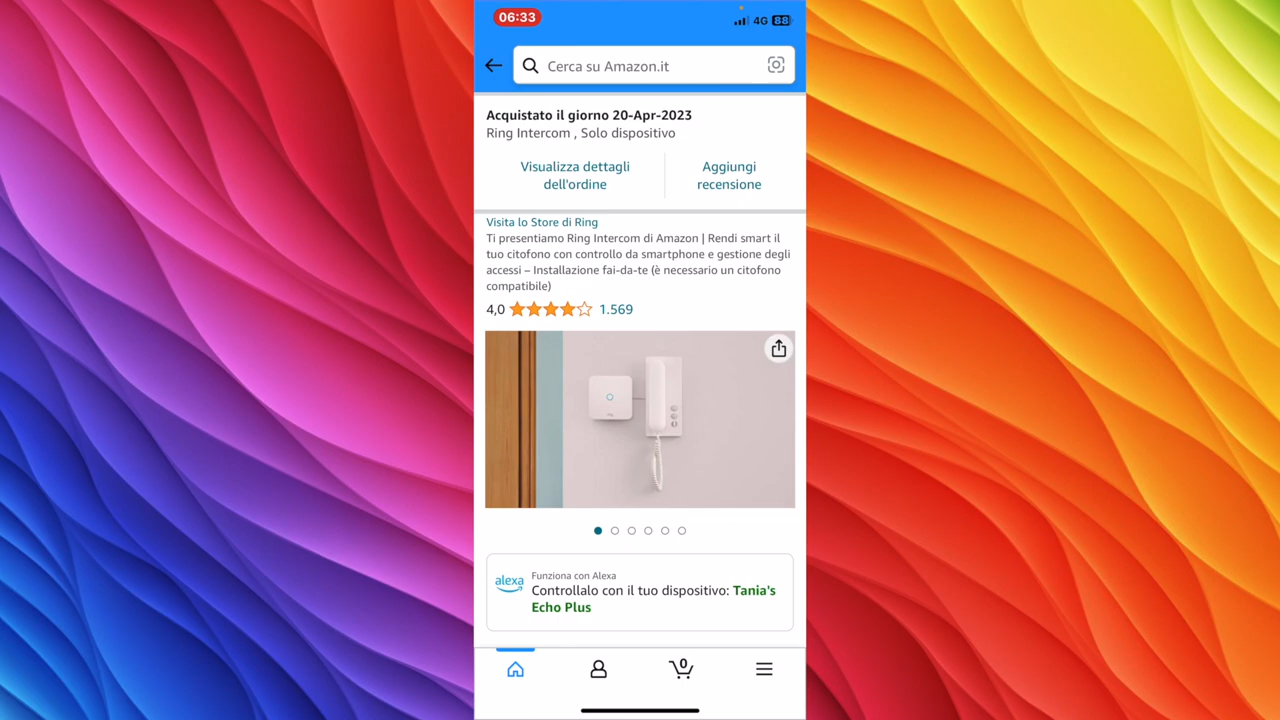 06:33
4G 88
Cerca su Amazon.it
Acquistato il giorno 20-Apr-2023
Ring Intercom , Solo dispositivo
Visualizza dettagli
dell'ordine
Aggiungi
recensione
Visita lo Store di Ring
Ti presentiamo Ring Intercom di Amazon | Rendi smart il
tuo citofono con controllo da smartphone e gestione degli
accessi – Installazione fai-da-te (è necessario un citofono
compatibile)
4,0 1.569
alexa
Funziona con Alexa
Controllalo con il tuo dispositivo: Tania's
Echo Plus
0